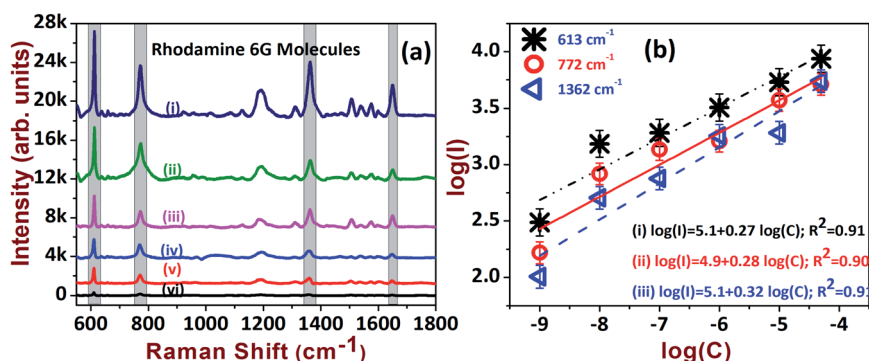 Rhodamine 6G Molecules
(a)
Intensity (arb. units)
28k
24k
20k
16k
12k
8k
4k
0
(i)
(ii)
(iii)
(iv)
(v)
(vi)
600 800 1000 1200 1400 1600 1800
Raman Shift (cm⁻¹)
(b)
613 cm⁻¹
772 cm⁻¹
1362 cm⁻¹
log(I)
4.0
3.5
3.0
2.5
2.0
(i) log(I)=5.1+0.27 log(C); R²=0.91
(ii) log(I)=4.9+0.28 log(C); R²=0.90
(iii) log(I)=5.1+0.32 log(C); R²=0.91
-9 -8 -7 -6 -5 -4
log(C)